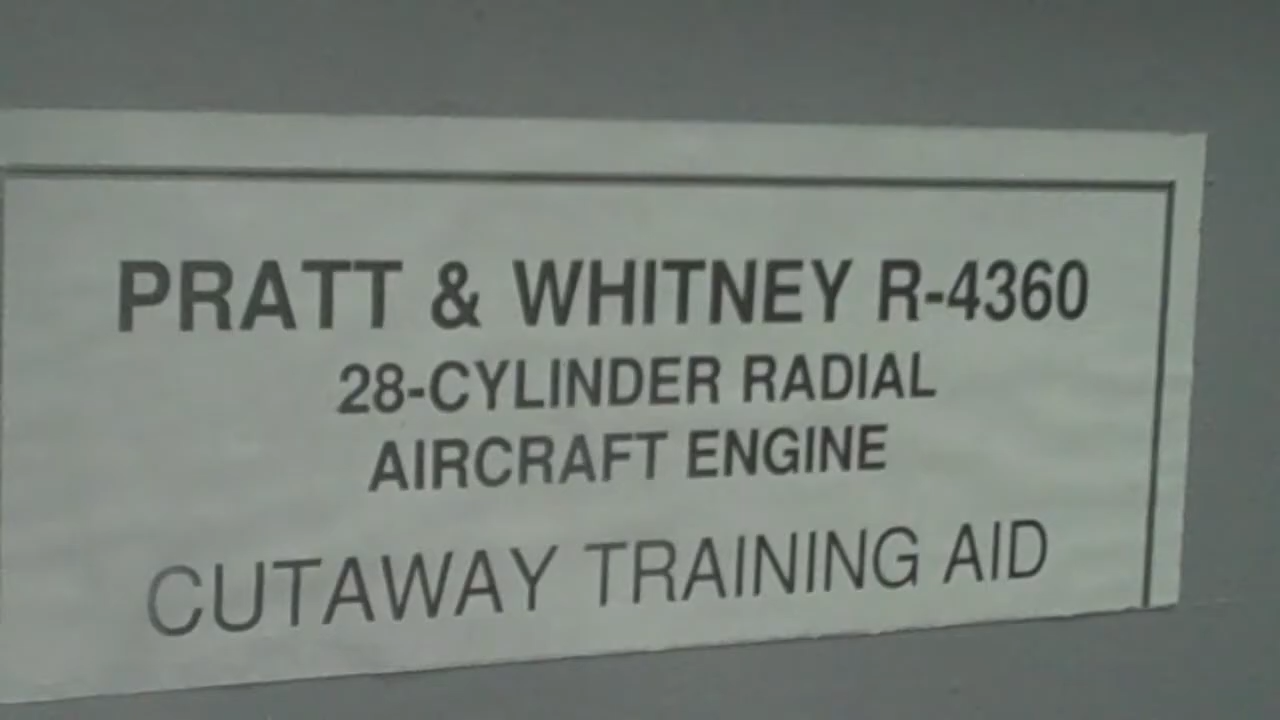 PRATT & WHITNEY R-4360
28-CYLINDER RADIAL
AIRCRAFT ENGINE
CUTAWAY TRAINING AID